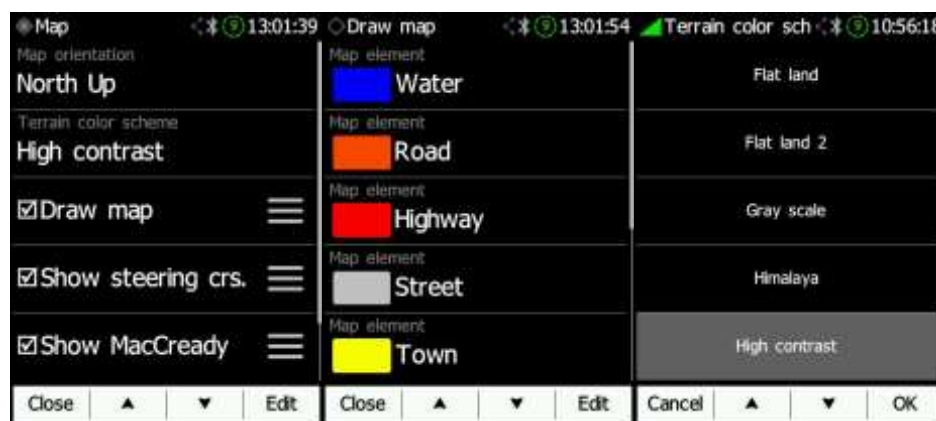 Map 9 13:01:39
Map orientation
North Up
Terrain color scheme
High contrast
Draw map
Show steering crs.
Show MacCready
Close Edit
Draw map 9 13:01:54
Map element
Water
Map element
Road
Map element
Highway
Map element
Street
Map element
Town
Close Edit
Terrain color sch 9 10:56:18
Flat land
Flat land 2
Gray scale
Himalaya
High contrast
Cancel OK